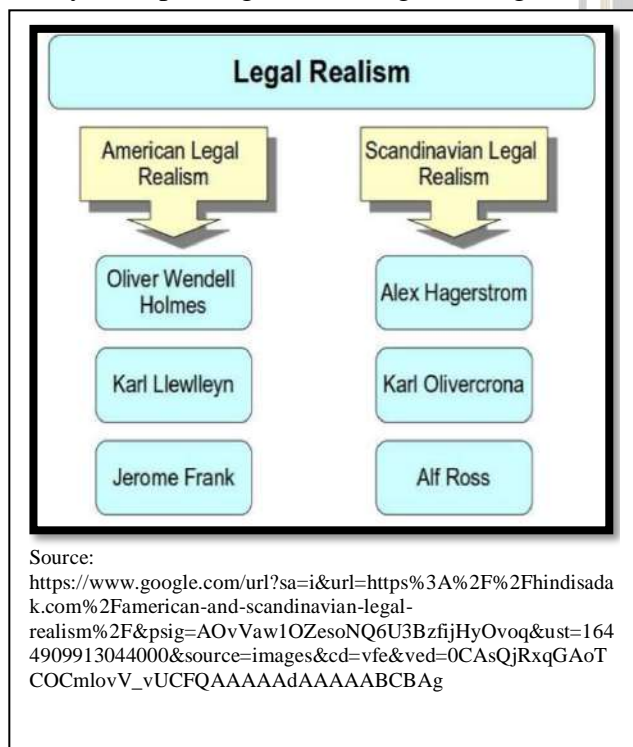 Legal Realism
American Legal
Realism
Scandinavian Legal
Realism
Oliver Wendell
Holmes
Alex Hagerstrom
Karl Llewlleyn
Karl Olivercrona
Jerome Frank
Alf Ross
Source:
https://www.google.com/url?sa=i&url=https%3A%2F%2Fhindisada
k.com%2Famerican-and-scandinavian-legal-
realism%2F&psig=AOvVaw1OZesoNQ6U3BzfijHyOvoq&ust=164
4909913044000&source=images&cd=vfe&ved=0CAsQjRxqGAoT
COCmlovV_vUCFQAAAAAdAAAAABCBAg